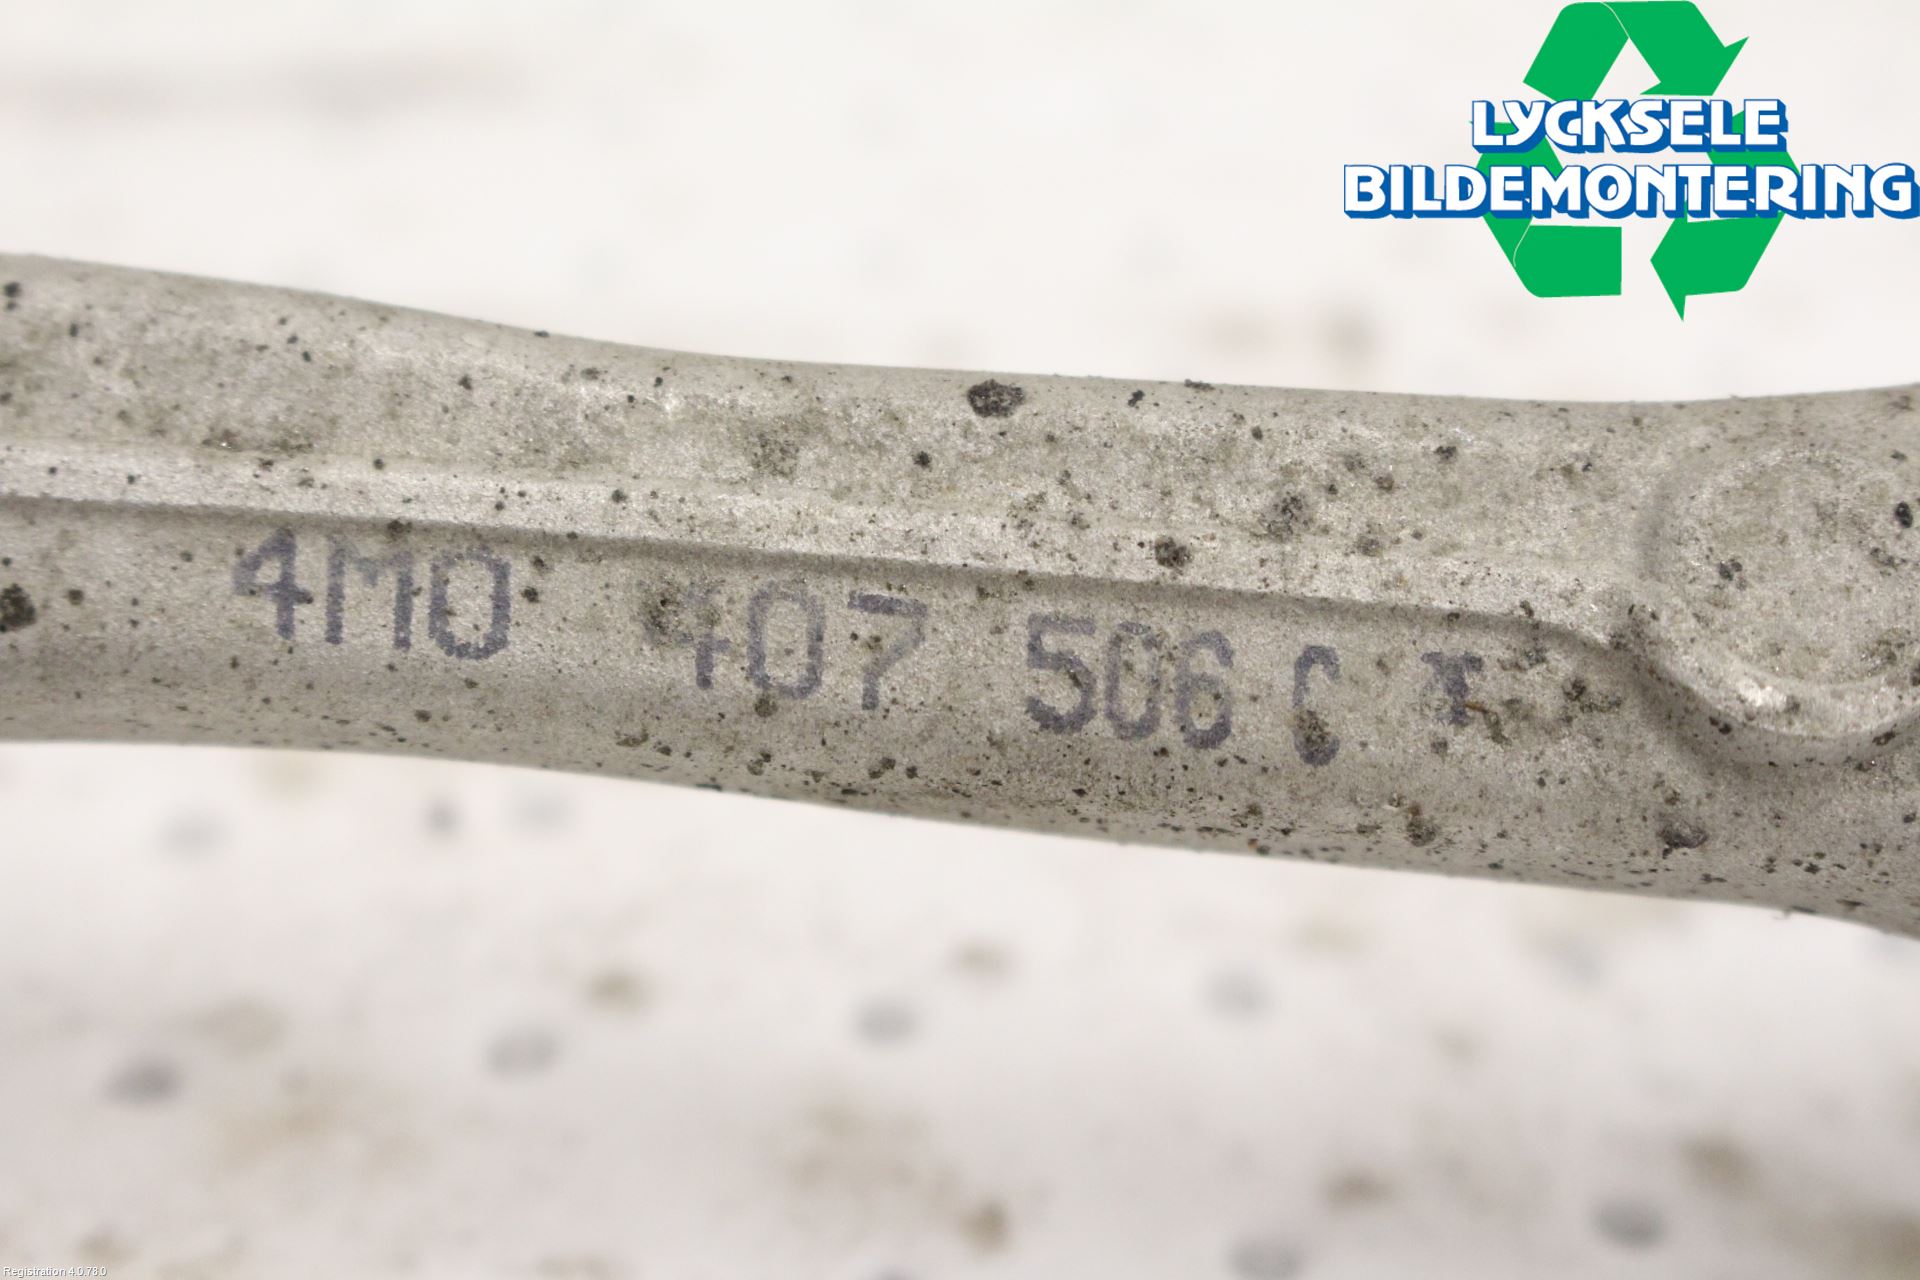 LYCKSELE
BILDEMONTERING
4M0 407 506 C *
Registration 4.0.78.0